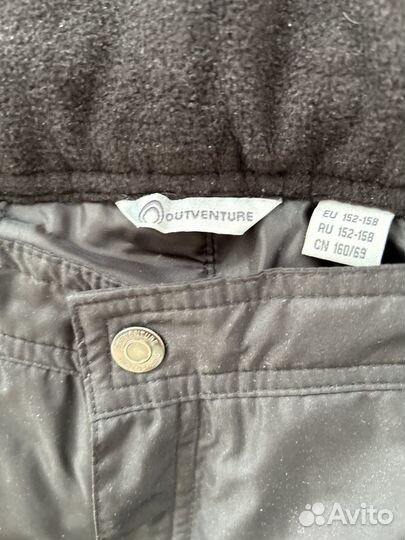 OUTVENTURE
EU 152-158
RU 152-158
CN 160/69
Avito